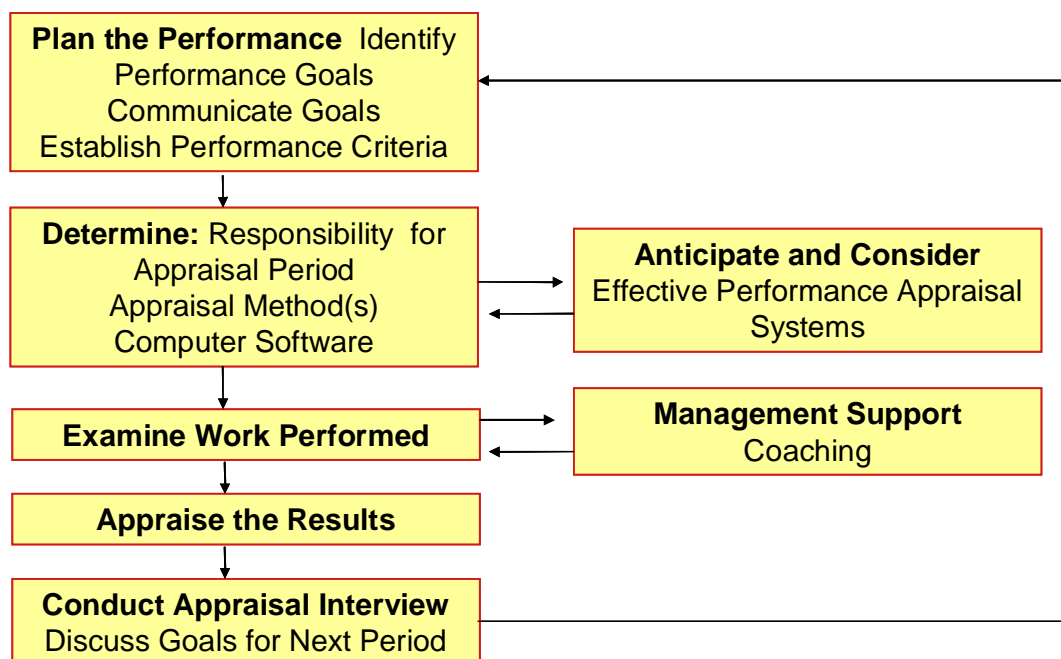 Plan the Performance Identify
Performance Goals
Communicate Goals
Establish Performance Criteria
Determine: Responsibility for
Appraisal Period
Appraisal Method(s)
Computer Software
Anticipate and Consider
Effective Performance Appraisal
Systems
Examine Work Performed
Management Support
Coaching
Appraise the Results
Conduct Appraisal Interview
Discuss Goals for Next Period